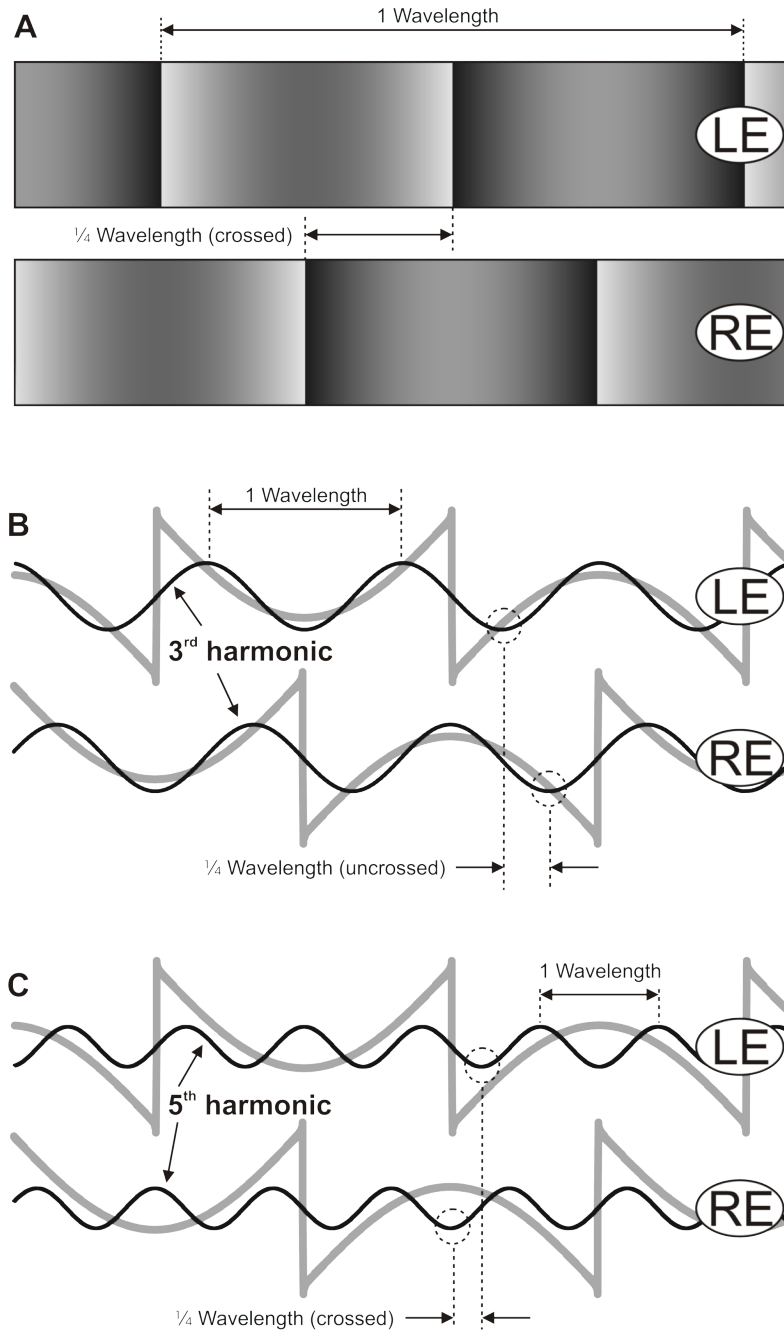 A
1 Wavelength
LE
¼ Wavelength (crossed)
RE
B
1 Wavelength
LE
3rd harmonic
RE
¼ Wavelength (uncrossed)
C
1 Wavelength
LE
5th harmonic
RE
¼ Wavelength (crossed)